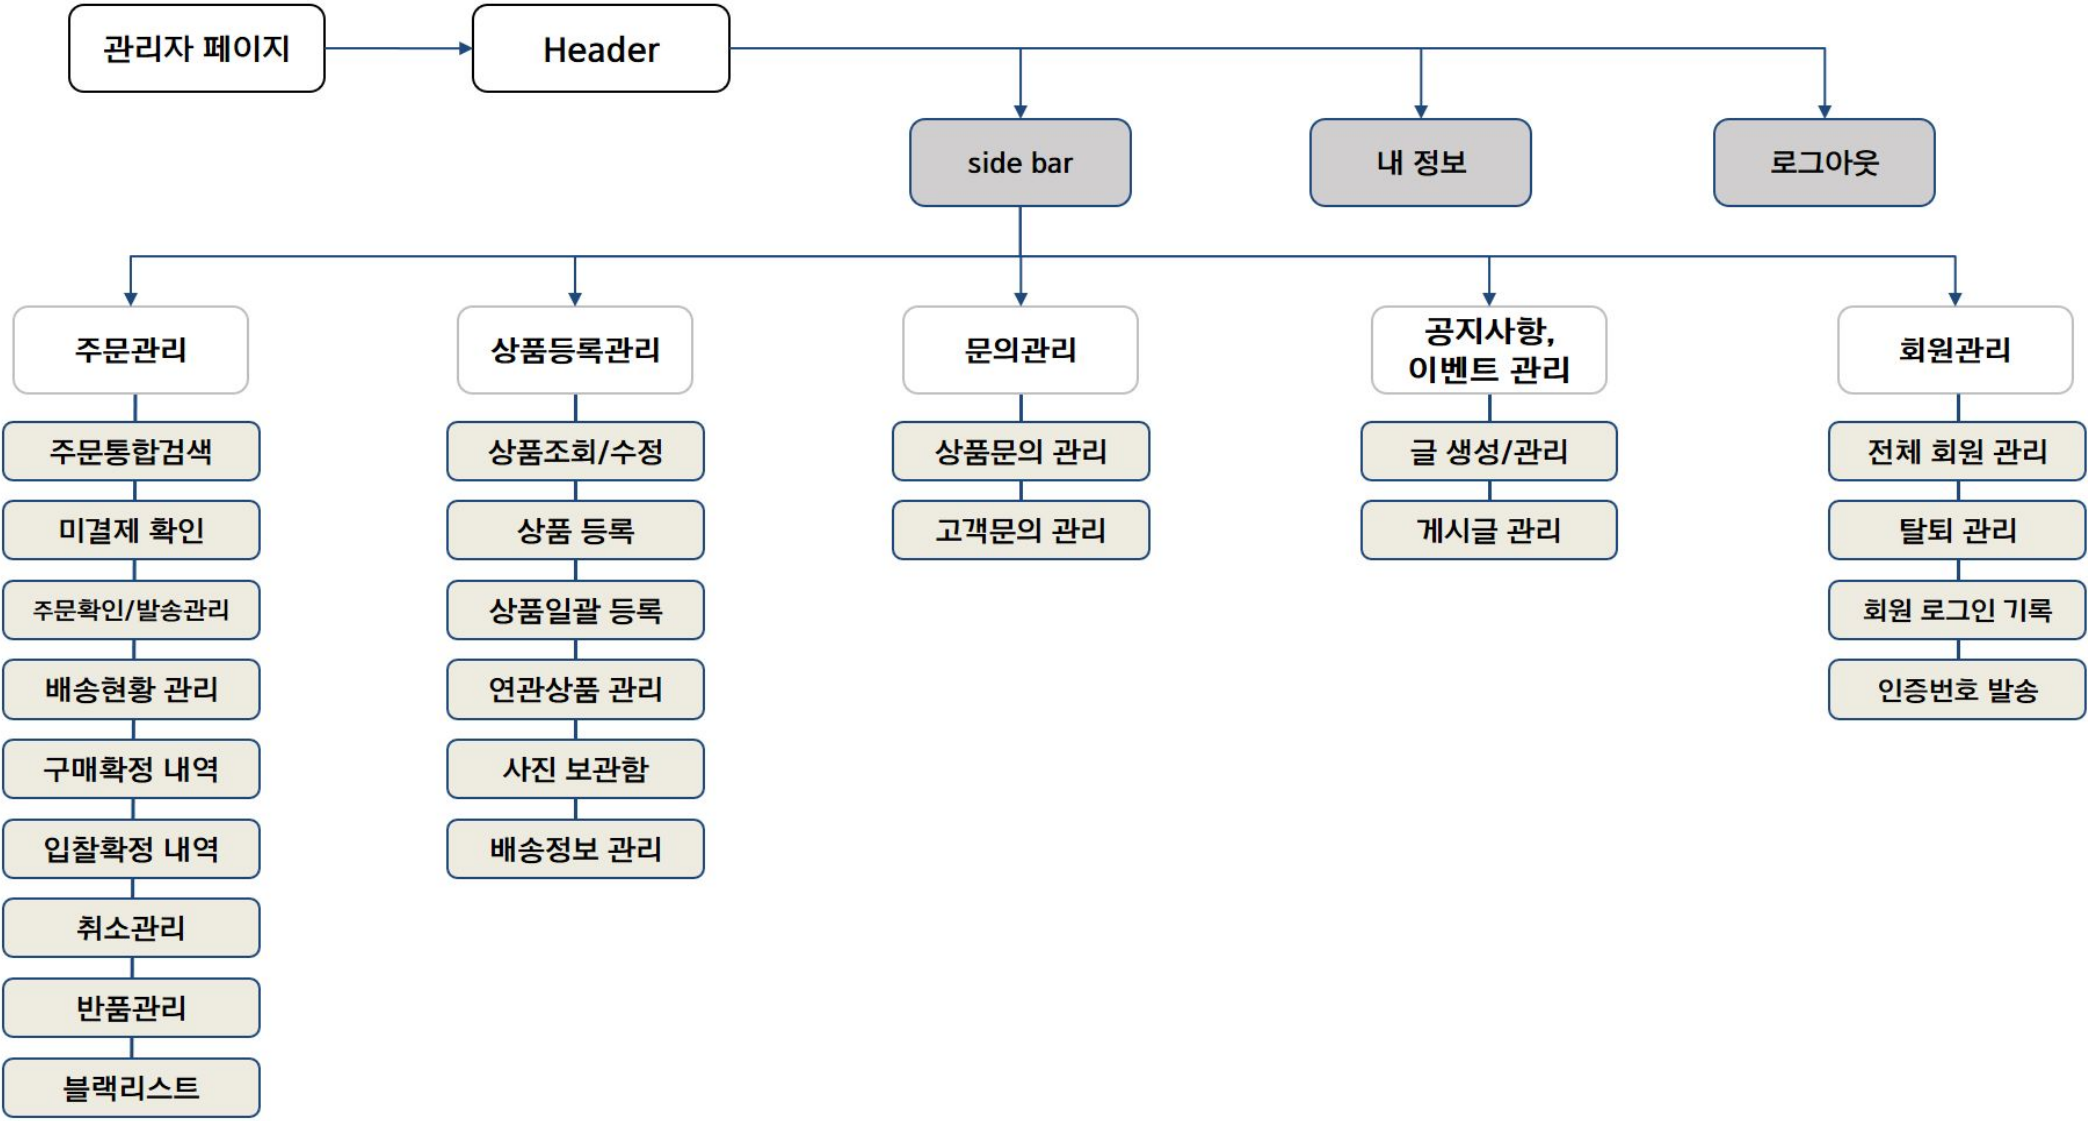 관리자 페이지
Header
side bar
내 정보
로그아웃
주문관리
상품등록관리
문의관리
공지사항,
이벤트 관리
회원관리
주문통합검색
미결제 확인
주문확인/발송관리
배송현황 관리
구매확정 내역
입찰확정 내역
취소관리
반품관리
블랙리스트
상품조회/수정
상품 등록
상품일괄 등록
연관상품 관리
사진 보관함
배송정보 관리
상품문의 관리
고객문의 관리
글 생성/관리
게시글 관리
전체 회원 관리
탈퇴 관리
회원 로그인 기록
인증번호 발송